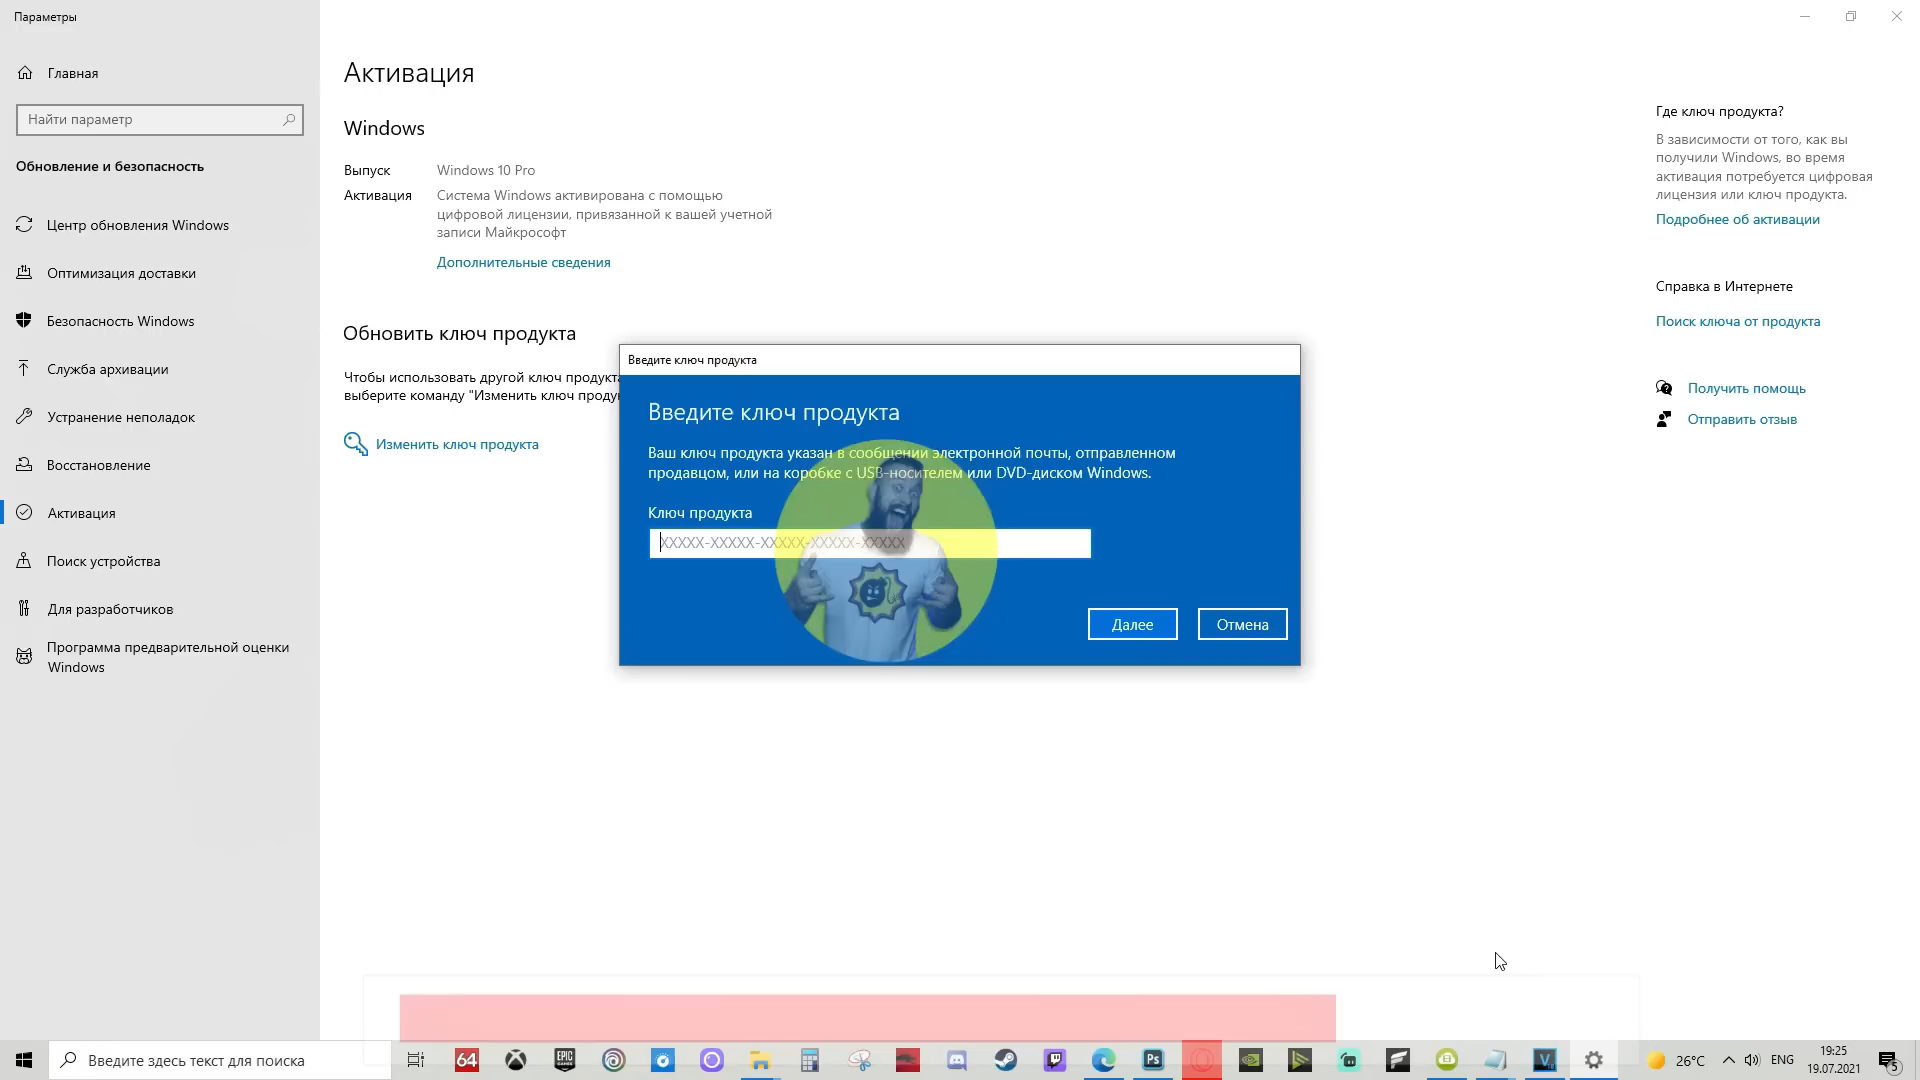 Параметры
Главная
Найти параметр
Обновление и безопасность
Центр обновления Windows
Оптимизация доставки
Безопасность Windows
Служба архивации
Устранение неполадок
Восстановление
Активация
Поиск устройства
Для разработчиков
Программа предварительной оценки
Windows
Активация
Windows
Выпуск
Windows 10 Pro
Активация
Система Windows активирована с помощью
цифровой лицензии, привязанной к вашей учетной
записи Майкрософт
Дополнительные сведения
Обновить ключ продукта
Чтобы использовать другой ключ продукта
выберите команду "Изменить ключ
Изменить ключ продукта
Введите ключ продукта
Введите ключ продукта
Ваш ключ продукта указан в сообщении электронной почты, отправленном
продавцом, или на коробке с USB-носителем или DVD-диском Windows.
Ключ продукта
XXXXX-XXXXX-XXXXX-XXXXX-XXXXX
Далее
Отмена
Где ключ продукта?
В зависимости от того, как вы
получили Windows, во время
активация потребуется цифровая
лицензия или ключ продукта.
Подробнее об активации
Справка в Интернете
Поиск ключа от продукта
Получить помощь
Отправить отзыв
Введите здесь текст для поиска
64
EPIC
GAMES
Ps
V
26°C
ENG
19:25
19.07.2021
5